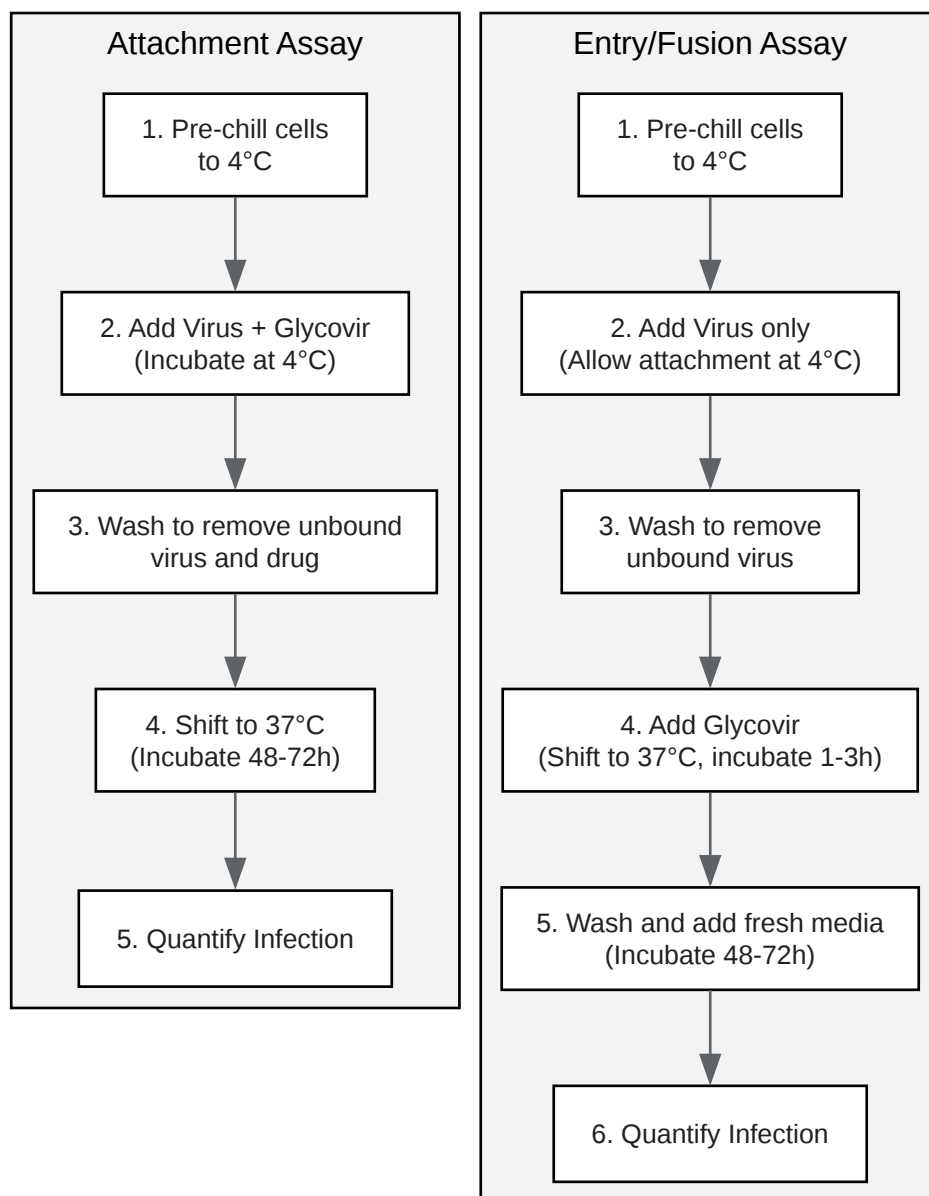 Attachment Assay
1. Pre-chill cells
to 4°C
2. Add Virus + Glycovir
(Incubate at 4°C)
3. Wash to remove unbound
virus and drug
4. Shift to 37°C
(Incubate 48-72h)
5. Quantify Infection
Entry/Fusion Assay
1. Pre-chill cells
to 4°C
2. Add Virus only
(Allow attachment at 4°C)
3. Wash to remove
unbound virus
4. Add Glycovir
(Shift to 37°C, incubate 1-3h)
5. Wash and add fresh media
(Incubate 48-72h)
6. Quantify Infection